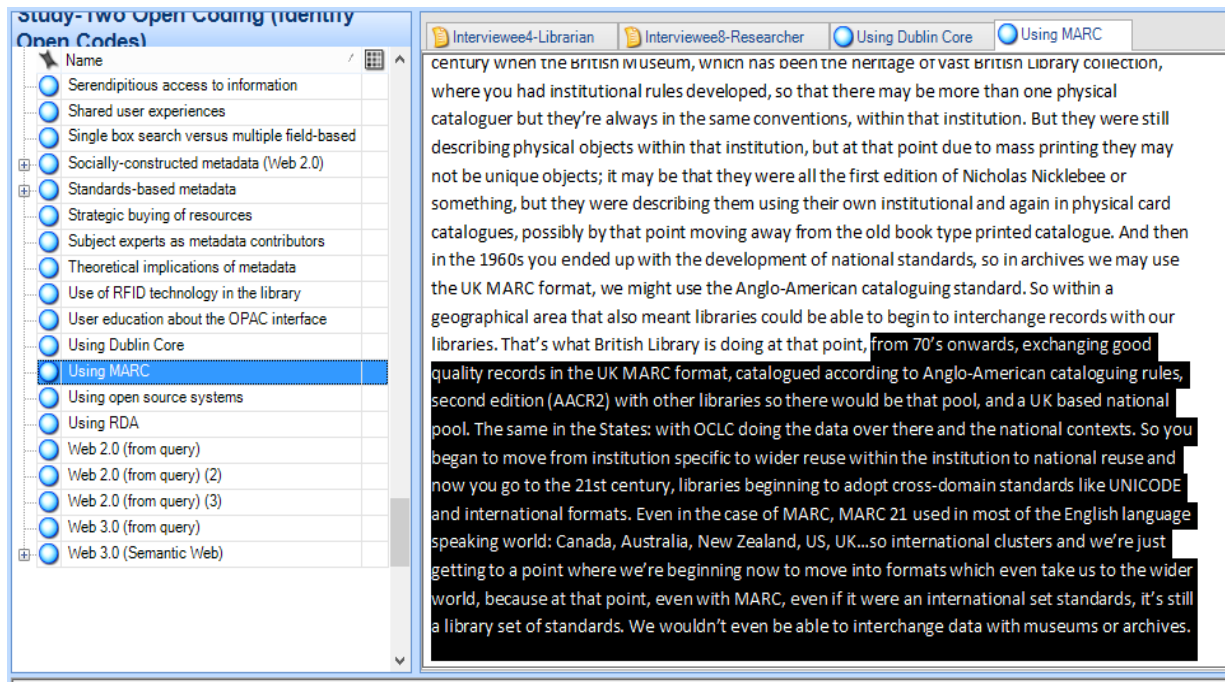 Study-Two Open Coding (Identify
Open Codes)
Name
Serendipitious access to information
Shared user experiences
Single box search versus multiple field-based
Socially-constructed metadata (Web 2.0)
Standards-based metadata
Strategic buying of resources
Subject experts as metadata contributors
Theoretical implications of metadata
Use of RFID technology in the library
User education about the OPAC interface
Using Dublin Core
Using MARC
Using open source systems
Using RDA
Web 2.0 (from query)
Web 2.0 (from query) (2)
Web 2.0 (from query) (3)
Web 3.0 (from query)
Web 3.0 (Semantic Web)
Interviewee4-Librarian
Interviewee8-Researcher
Using Dublin Core
Using MARC
century when the British Museum, which has been the heritage of vast British Library collection,
where you had institutional rules developed, so that there may be more than one physical
cataloguer but they're always in the same conventions, within that institution. But they were still
describing physical objects within that institution, but at that point due to mass printing they may
not be unique objects; it may be that they were all the first edition of Nicholas Nicklebee or
something, but they were describing them using their own institutional and again in physical card
catalogues, possibly by that point moving away from the old book type printed catalogue. And then
in the 1960s you ended up with the development of national standards, so in archives we may use
the UK MARC format, we might use the Anglo-American cataloguing standard. So within a
geographical area that also meant libraries could be able to begin to interchange records with our
libraries. That's what British Library is doing at that point, from 70's onwards, exchanging good
quality records in the UK MARC format, catalogued according to Anglo-American cataloguing rules,
second edition (AACR2) with other libraries so there would be that pool, and a UK based national
pool. The same in the States: with OCLC doing the data over there and the national contexts. So you
began to move from institution specific to wider reuse within the institution to national reuse and
now you go to the 21st century, libraries beginning to adopt cross-domain standards like UNICODE
and international formats. Even in the case of MARC, MARC 21 used in most of the English language
speaking world: Canada, Australia, New Zealand, US, UK…so international clusters and we're just
getting to a point where we're beginning now to move into formats which even take us to the wider
world, because at that point, even with MARC, even if it were an international set standards, it's still
a library set of standards. We wouldn't even be able to interchange data with museums or archives.